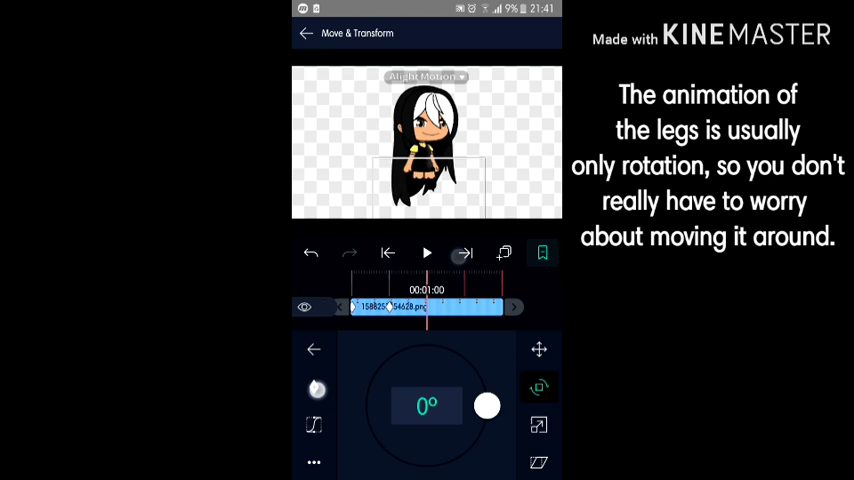 9% 21:41
Move & Transform
Alight Motion
00:01:00
0°
Made with KINEMASTER
The animation of
the legs is usually
only rotation, so you don't
really have to worry
about moving it around.